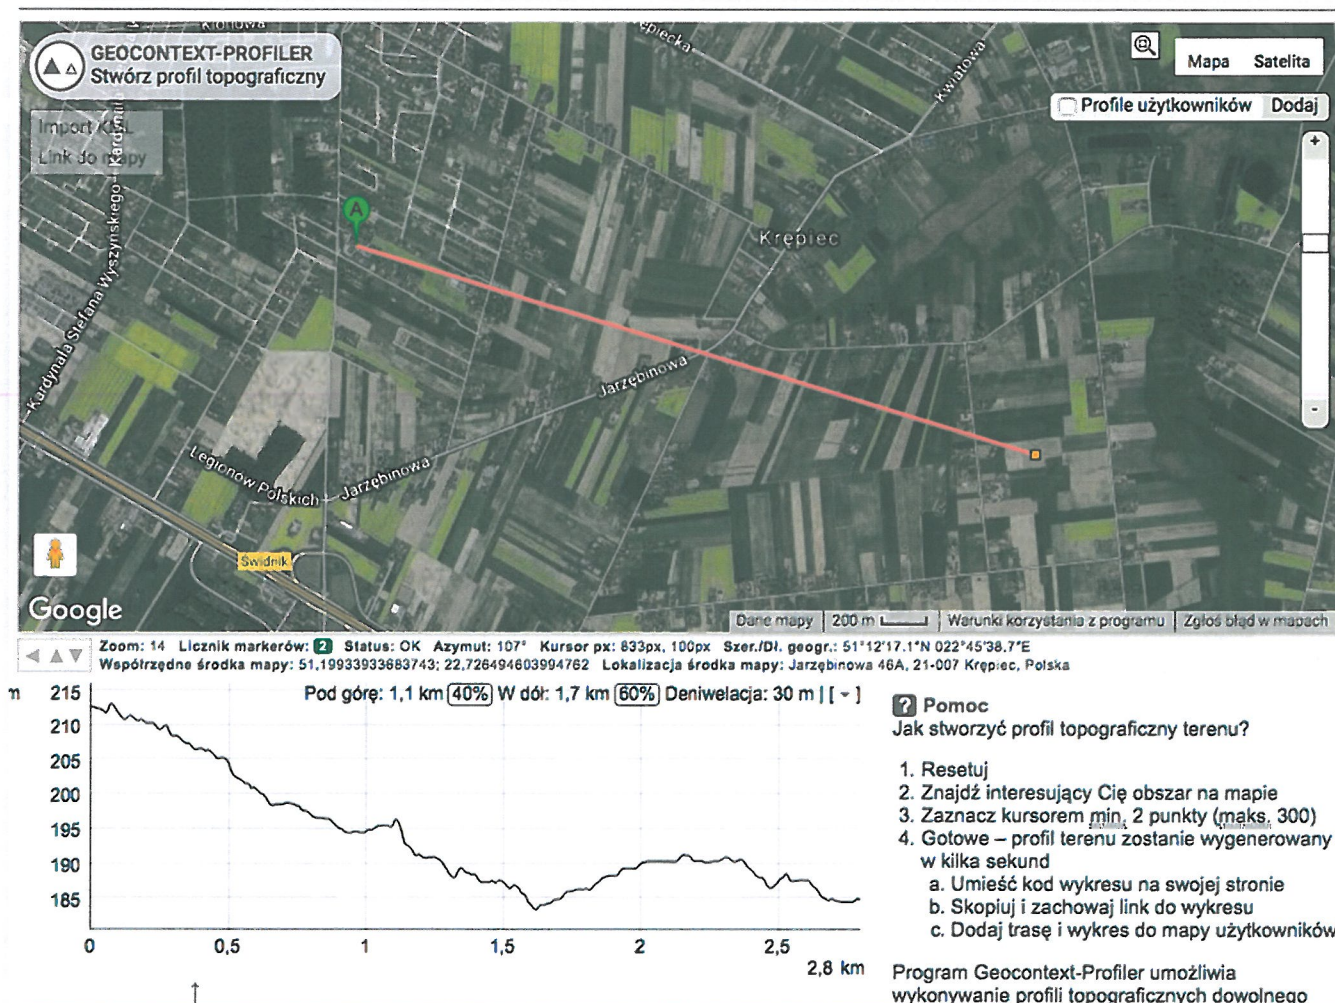 Klonowa
GEOCONTEXT-PROFILER
Stwórz profil topograficzny
Import KML
Link do mapy
Mapa Satelita
Profile użytkowników Dodaj
+
-
Kwiatowa
A
Krępiec
Kardynała Stefana Wyszyńskiego
Jarzębinowa
Legionów Polskich
Jarzębinowa
Świdnik
Google
Dane mapy 200 m Warunki korzystania z programu Zgłoś błąd w mapach
Zoom: 14 Licznik markerów: 2 Status: OK Azymut: 107° Kursor px: 833px, 100px Szer./Dł. geogr.: 51°12'17.1"N 022°45'38.7"E
Współrzędne środka mapy: 51,19933933683743; 22,726494603994762 Lokalizacja środka mapy: Jarzębinowa 46A, 21-007 Krępiec, Polska
m
Pod górę: 1,1 km 40% W dół: 1,7 km 60% Deniwelacja: 30 m | [ - ]
215
210
205
200
195
190
185
0 0,5 1 1,5 2 2,5
2,8 km
? Pomoc
Jak stworzyć profil topograficzny terenu?
1. Resetuj
2. Znajdź interesujący Cię obszar na mapie
3. Zaznacz kursorem min. 2 punkty (maks. 300)
4. Gotowe – profil terenu zostanie wygenerowany
w kilka sekund
a. Umieść kod wykresu na swojej stronie
b. Skopiuj i zachowaj link do wykresu
c. Dodaj trasę i wykres do mapy użytkowników
Program Geocontext-Profiler umożliwia
wykonywanie profili topograficznych dowolnego